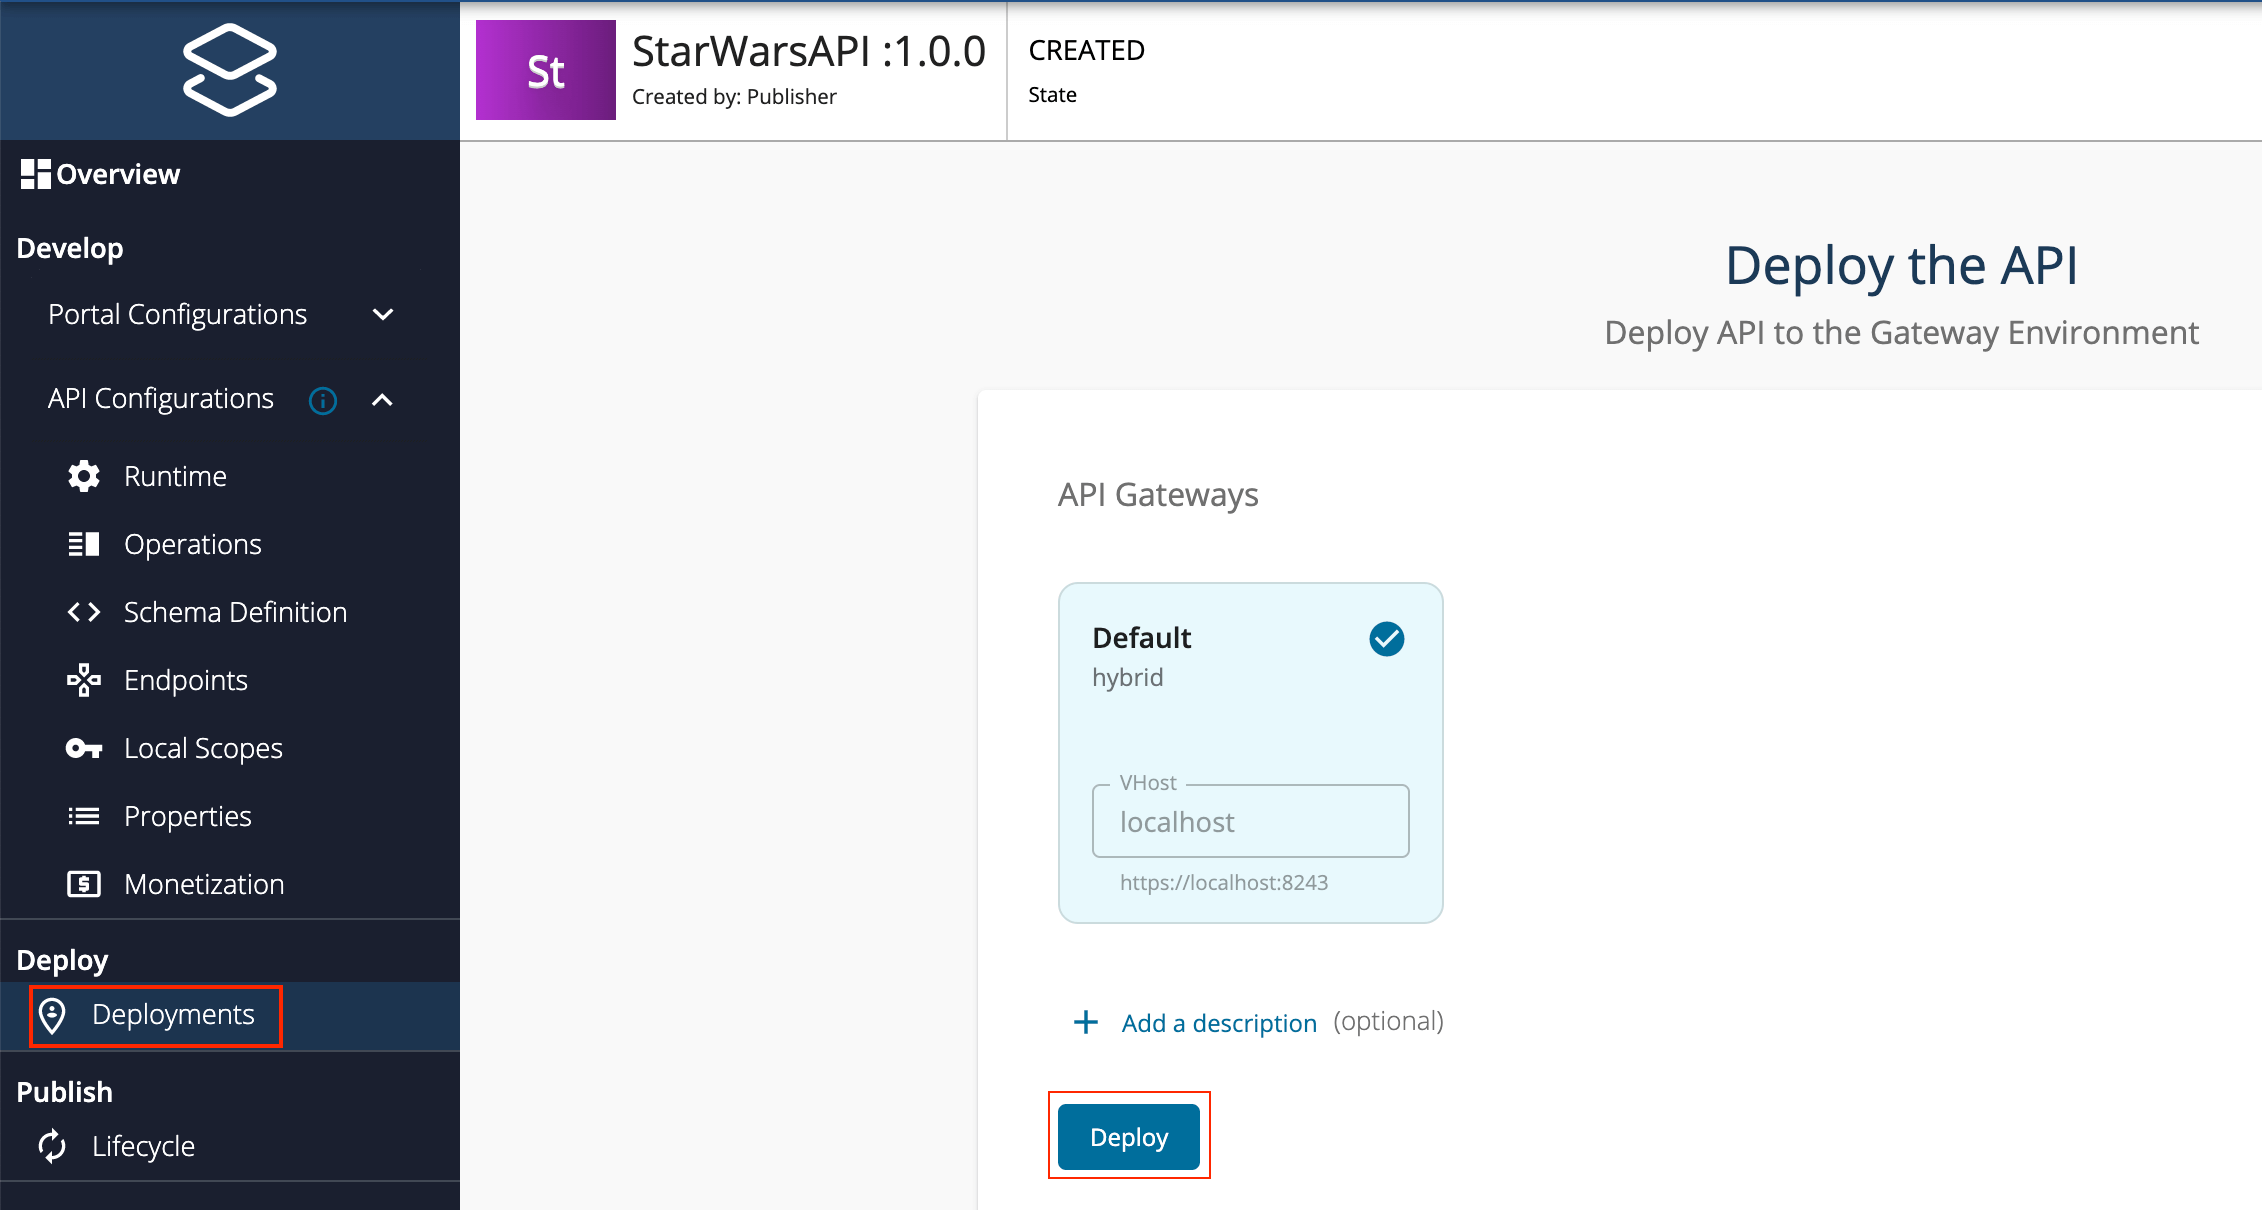 St
StarWarsAPI :1.0.0
Created by: Publisher
CREATED
State
Overview
Develop
Portal Configurations
API Configurations
Runtime
Operations
Schema Definition
Endpoints
Local Scopes
Properties
Monetization
Deploy
Deployments
Publish
Lifecycle
Deploy the API
Deploy API to the Gateway Environment
API Gateways
Default
hybrid
VHost
localhost
https://localhost:8243
Add a description (optional)
Deploy